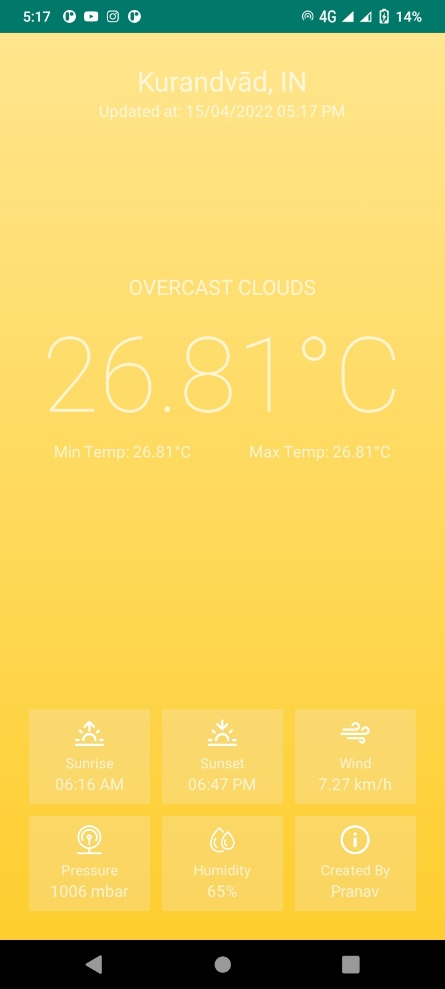 5:17 4G 14%
Kurandvād, IN
Updated at: 15/04/2022 05:17 PM
OVERCAST CLOUDS
26.81°C
Min Temp: 26.81°C Max Temp: 26.81°C
Sunrise Sunset Wind
06:16 AM 06:47 PM 7.27 km/h
Pressure Humidity Created By
1006 mbar 65% Pranav